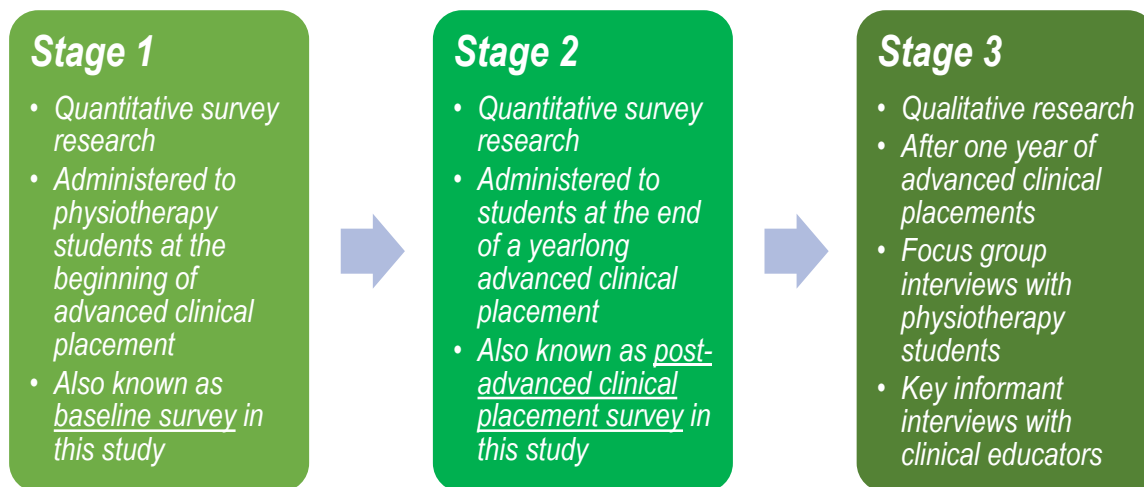 Stage 1
• Quantitative survey
research
• Administered to
physiotherapy
students at the
beginning of
advanced clinical
placement
• Also known as
baseline survey in
this study
Stage 2
• Quantitative survey
research
• Administered to
students at the end
of a yearlong
advanced clinical
placement
• Also known as post-
advanced clinical
placement survey in
this study
Stage 3
• Qualitative research
• After one year of
advanced clinical
placements
• Focus group
interviews with
physiotherapy
students
• Key informant
interviews with
clinical educators